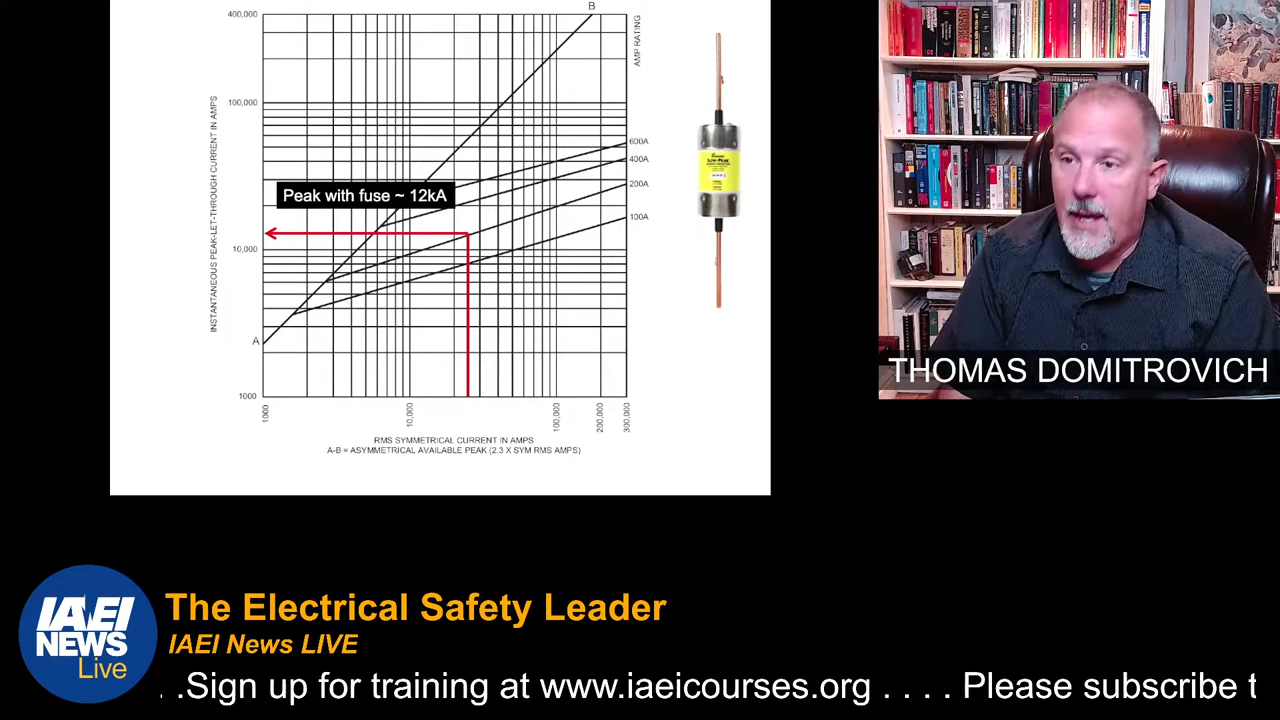 B
400,000
AMP RATING
INSTANTANEOUS PEAK-LET-THROUGH CURRENT IN AMPS
100,000
600A
400A
200A
100A
Peak with fuse ~ 12kA
10,000
A
1000
1000
10,000
100,000
200,000
300,000
RMS SYMMETRICAL CURRENT IN AMPS
A-B = ASYMMETRICAL AVAILABLE PEAK (2.3 X SYM RMS AMPS)
LOW-PEAK
THOMAS DOMITROVICH
IAEI
NEWS
Live
The Electrical Safety Leader
IAEI News LIVE
. .Sign up for training at www.iaeicourses.org . . . . Please subscribe t